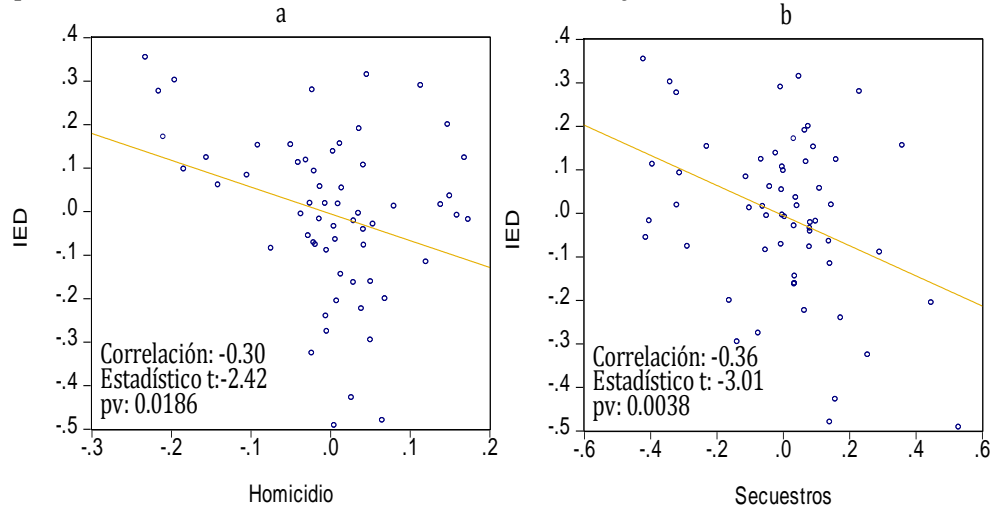 a
.4
.3
.2
.1
.0
-.1
-.2
-.3
-.4
-.5
IED
Correlación: -0.30
Estadístico t:-2.42
pv: 0.0186
-.3
-.2
-.1
.0
.1
.2
Homicidio
b
.4
.3
.2
.1
.0
-.1
-.2
-.3
-.4
-.5
IED
Correlación: -0.36
Estadístico t: -3.01
pv: 0.0038
-.6
-.4
-.2
.0
.2
.4
.6
Secuestros